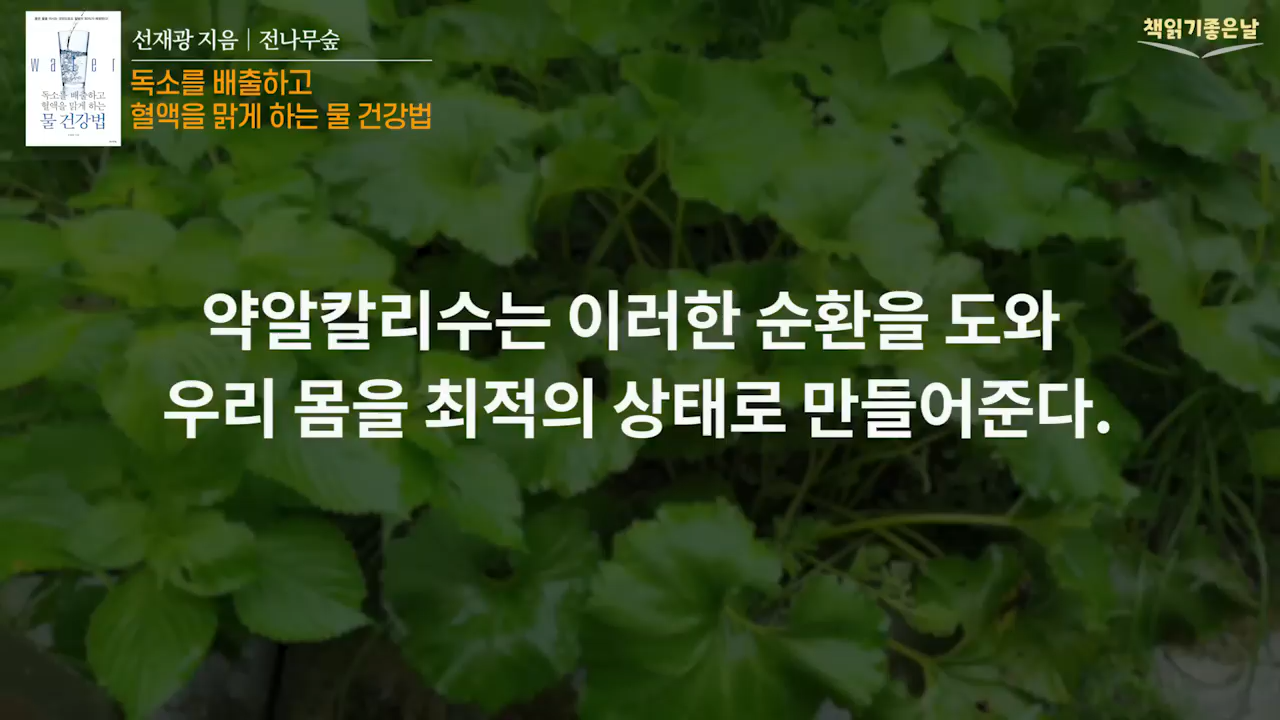 선재광 지음 | 전나무숲
독소를 배출하고
혈액을 맑게 하는 물 건강법
책읽기좋은날
water
독소를 배출하고
혈액을 맑게 하는
물 건강법
약알칼리수는 이러한 순환을 도와
우리 몸을 최적의 상태로 만들어준다.